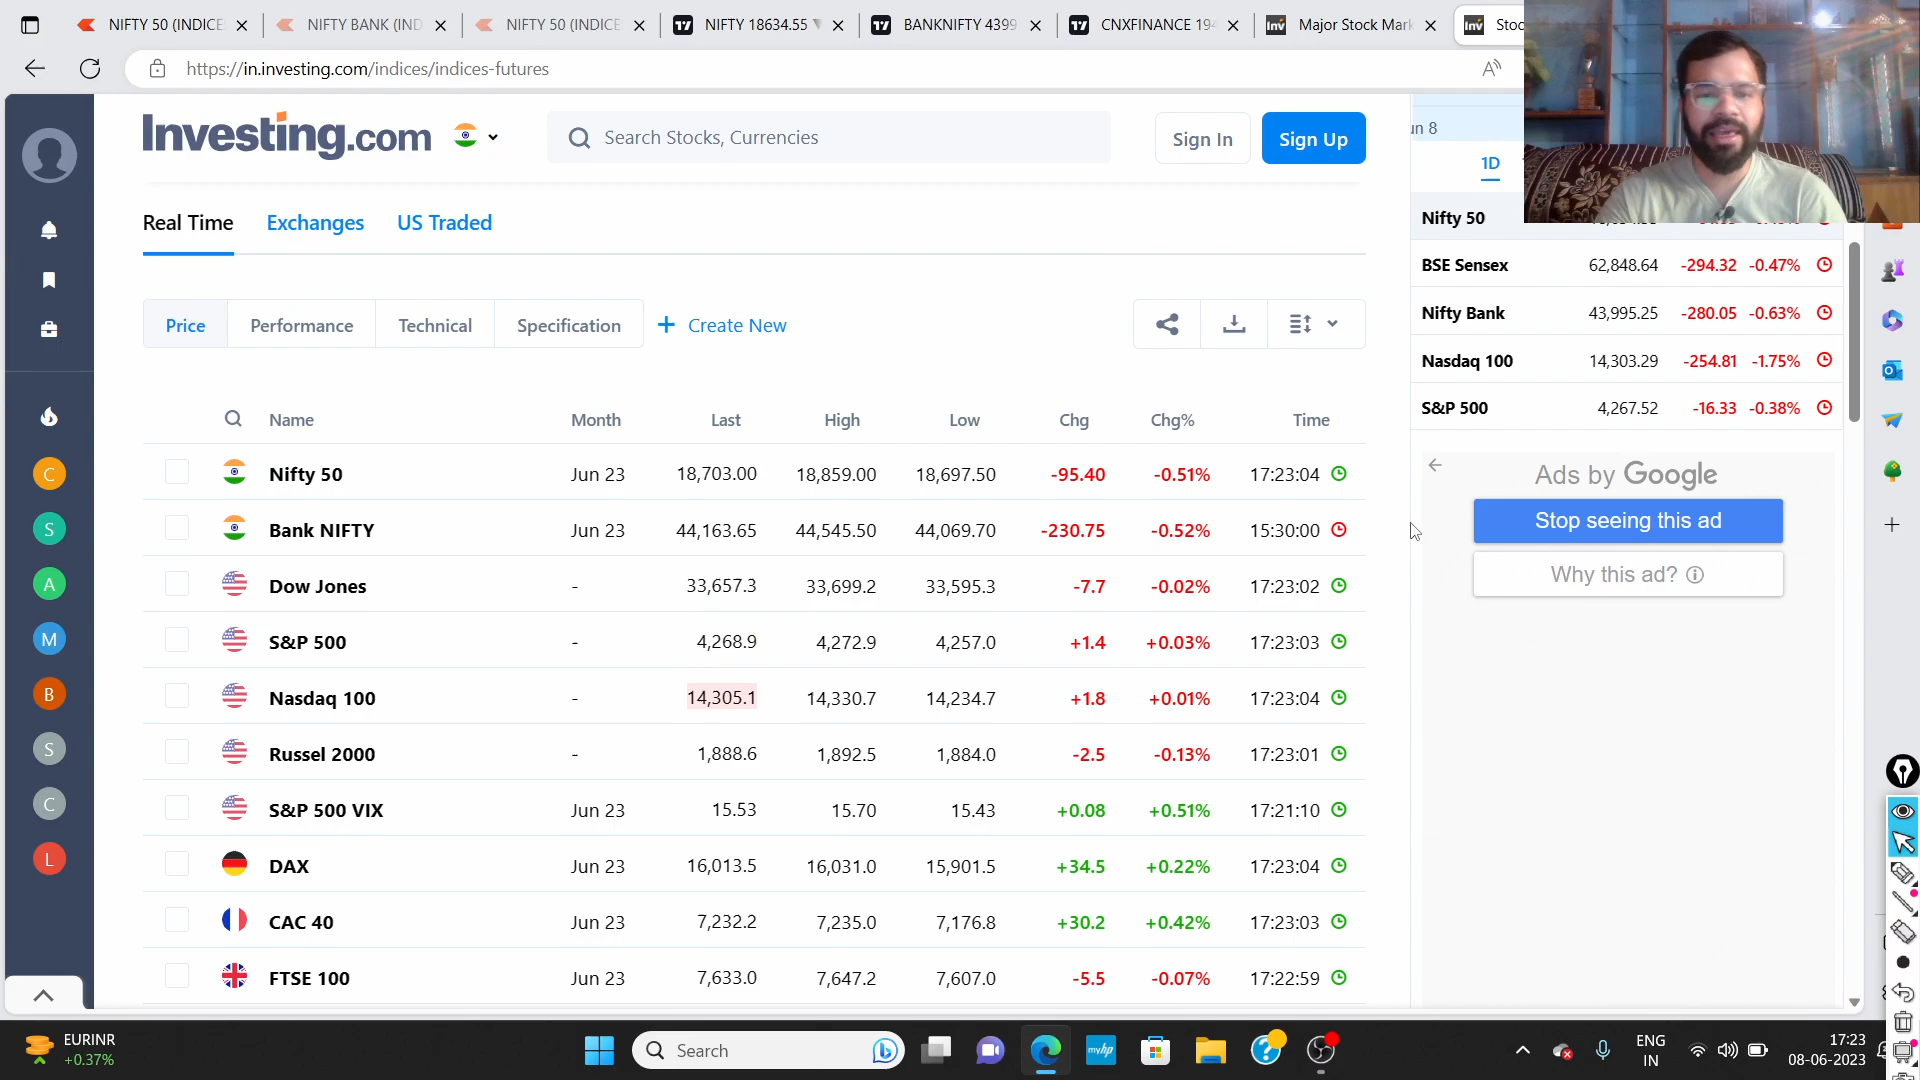 NIFTY 50 (INDICE
NIFTY BANK (IND
NIFTY 50 (INDICE
NIFTY 18634.55
BANKNIFTY 4399
CNXFINANCE 194
Major Stock Mark
Stoc
https://in.investing.com/indices/indices-futures
Investing.com
Search Stocks, Currencies
Sign In
Sign Up
un 8
1D
Real Time
Exchanges
US Traded
Price
Performance
Technical
Specification
+ Create New
Name Month Last High Low Chg Chg% Time
Nifty 50 Jun 23 18,703.00 18,859.00 18,697.50 -95.40 -0.51% 17:23:04
Bank NIFTY Jun 23 44,163.65 44,545.50 44,069.70 -230.75 -0.52% 15:30:00
Dow Jones - 33,657.3 33,699.2 33,595.3 -7.7 -0.02% 17:23:02
S&P 500 - 4,268.9 4,272.9 4,257.0 +1.4 +0.03% 17:23:03
Nasdaq 100 - 14,305.1 14,330.7 14,234.7 +1.8 +0.01% 17:23:04
Russel 2000 - 1,888.6 1,892.5 1,884.0 -2.5 -0.13% 17:23:01
S&P 500 VIX Jun 23 15.53 15.70 15.43 +0.08 +0.51% 17:21:10
DAX Jun 23 16,013.5 16,031.0 15,901.5 +34.5 +0.22% 17:23:04
CAC 40 Jun 23 7,232.2 7,235.0 7,176.8 +30.2 +0.42% 17:23:03
FTSE 100 Jun 23 7,633.0 7,647.2 7,607.0 -5.5 -0.07% 17:22:59
Nifty 50
BSE Sensex 62,848.64 -294.32 -0.47%
Nifty Bank 43,995.25 -280.05 -0.63%
Nasdaq 100 14,303.29 -254.81 -1.75%
S&P 500 4,267.52 -16.33 -0.38%
Ads by Google
Stop seeing this ad
Why this ad?
C
S
A
M
B
S
C
L
EURINR
+0.37%
Search
myhp
ENG
IN
17:23
08-06-2023